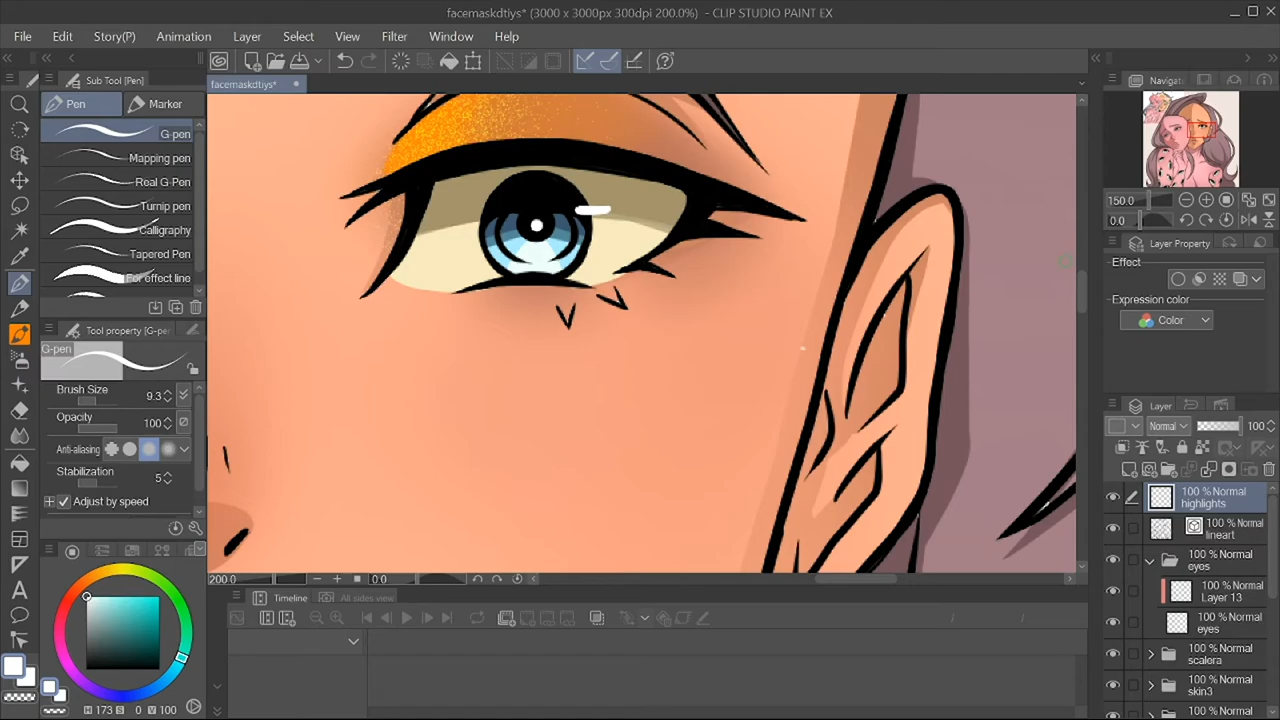 facemaskdtiys* (3000 x 3000px 300dpi 200.0%) - CLIP STUDIO PAINT EX
File Edit Story(P) Animation Layer Select View Filter Window Help
Sub Tool [Pen]
facemaskdtiys*
Navigat
Pen Marker
G-pen
Mapping pen
Real G-Pen
Turnip pen
Calligraphy
Tapered Pen
For effect line
Tool property [G-per
G-pen
Brush Size 9.3
Opacity 100
Anti-aliasing
Stabilization 5
Adjust by speed
H 173 S 0 V 100
200.0 0.0
Timeline All sides view
150.0
0.0
Layer Property
Effect
Expression color
Color
Layer
Normal 100
100 % Normal
highlights
100 % Normal
lineart
100 % Normal
eyes
100 % Normal
Layer 13
100 % Normal
eyes
100 % Normal
scalera
100 % Normal
skin3